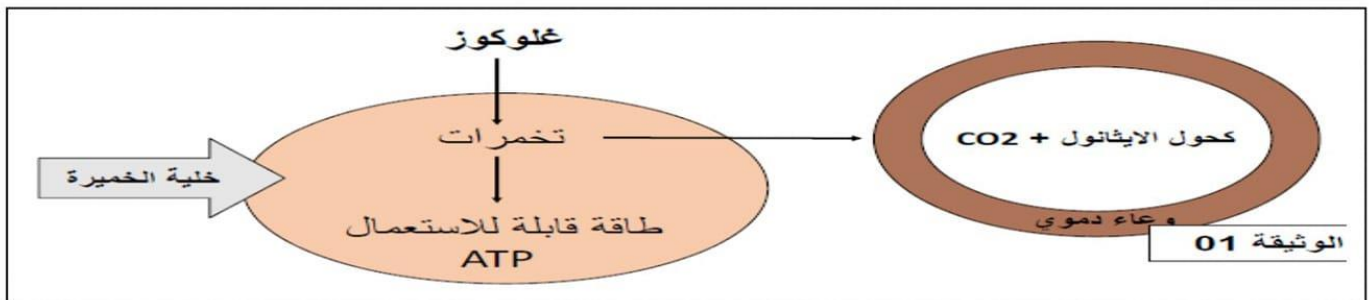 غلوكوز
تخمرات
كحول الايثانول + CO2
خلية الخميرة
طاقة قابلة للاستعمال
ATP
وعاء دموي
الوثيقة 01